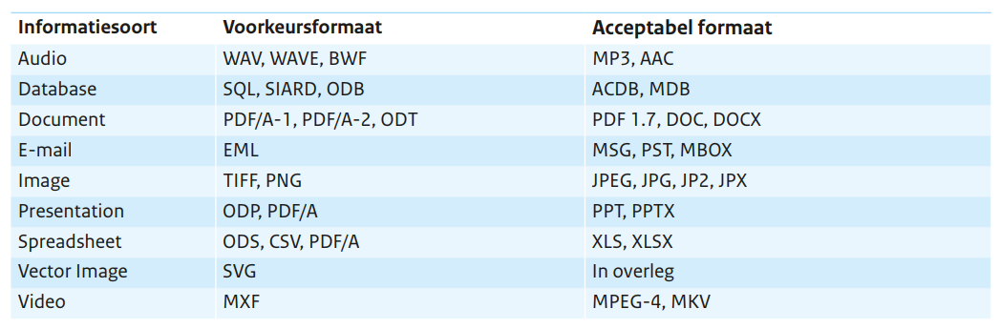 Informatiesoort Voorkeursformaat Acceptabel formaat
Audio WAV, WAVE, BWF MP3, AAC
Database SQL, SIARD, ODB ACDB, MDB
Document PDF/A-1, PDF/A-2, ODT PDF 1.7, DOC, DOCX
E-mail EML MSG, PST, MBOX
Image TIFF, PNG JPEG, JPG, JP2, JPX
Presentation ODP, PDF/A PPT, PPTX
Spreadsheet ODS, CSV, PDF/A XLS, XLSX
Vector Image SVG In overleg
Video MXF MPEG-4, MKV